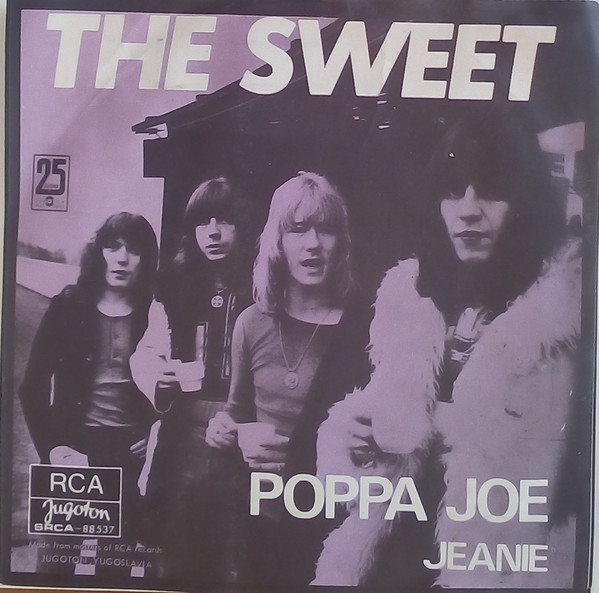 THE SWEET
25
POPPA JOE
JEANIE
RCA
Jugoton
SRCA-88537
Made from masters of RCA records
JUGOTON YUGOSLAVIA